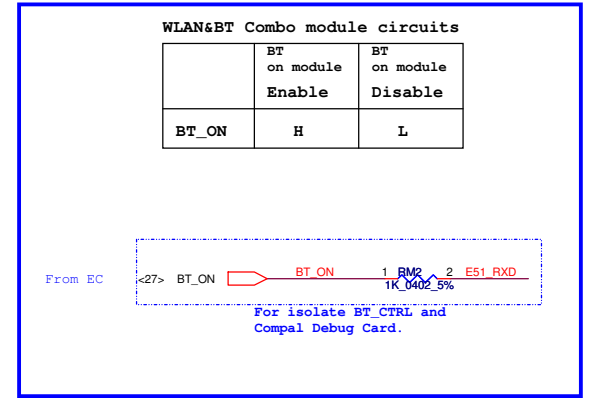 WLAN&BT Combo module circuits
BT on module Enable
BT on module Disable
BT_ON H L
From EC <27> BT_ON BT_ON 1 RM2 2 E51_RXD
1K_0402_5%
For isolate BT_CTRL and
Compal Debug Card.